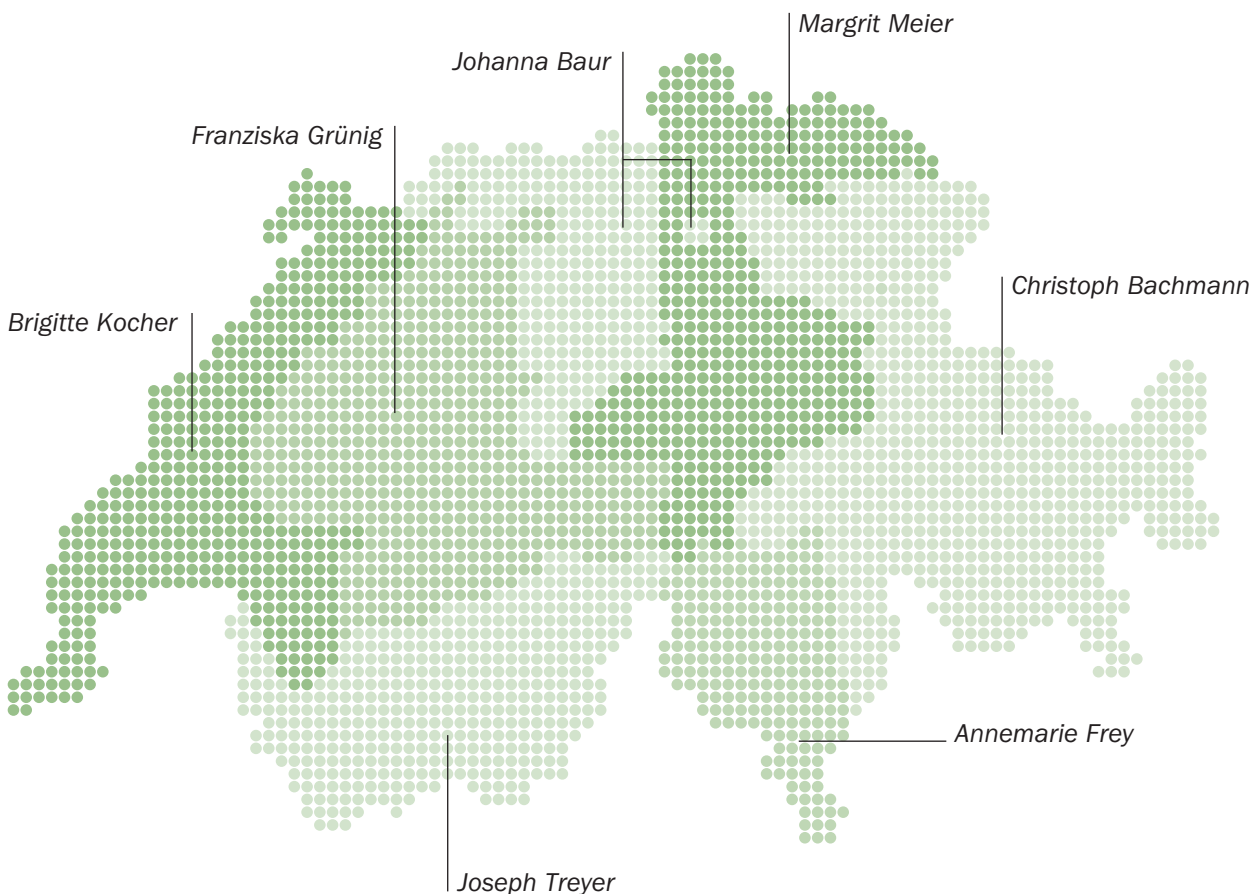 Margrit Meier
Johanna Baur
Franziska Grünig
Christoph Bachmann
Brigitte Kocher
Annemarie Frey
Joseph Treyer